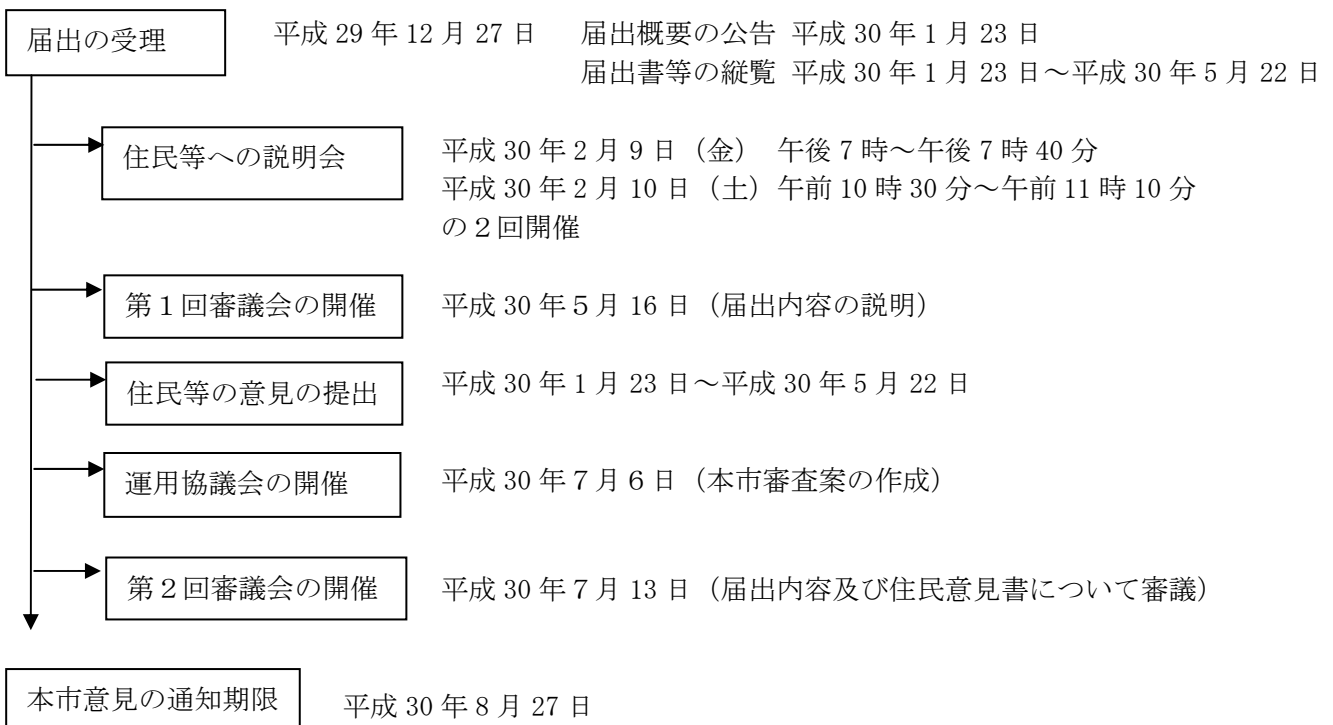 届出の受理 平成 29 年 12 月 27 日 届出概要の公告 平成 30 年 1 月 23 日
届出書等の縦覧 平成 30 年 1 月 23 日～平成 30 年 5 月 22 日
住民等への説明会 平成 30 年 2 月 9 日（金） 午後 7 時～午後 7 時 40 分
平成 30 年 2 月 10 日（土）午前 10 時 30 分～午前 11 時 10 分
の２回開催
第１回審議会の開催 平成 30 年５月 16 日（届出内容の説明）
住民等の意見の提出 平成 30 年 1 月 23 日～平成 30 年 5 月 22 日
運用協議会の開催 平成 30 年７月６日（本市審査案の作成）
第２回審議会の開催 平成 30 年 7 月 13 日（届出内容及び住民意見書について審議）
本市意見の通知期限 平成 30 年 8 月 27 日